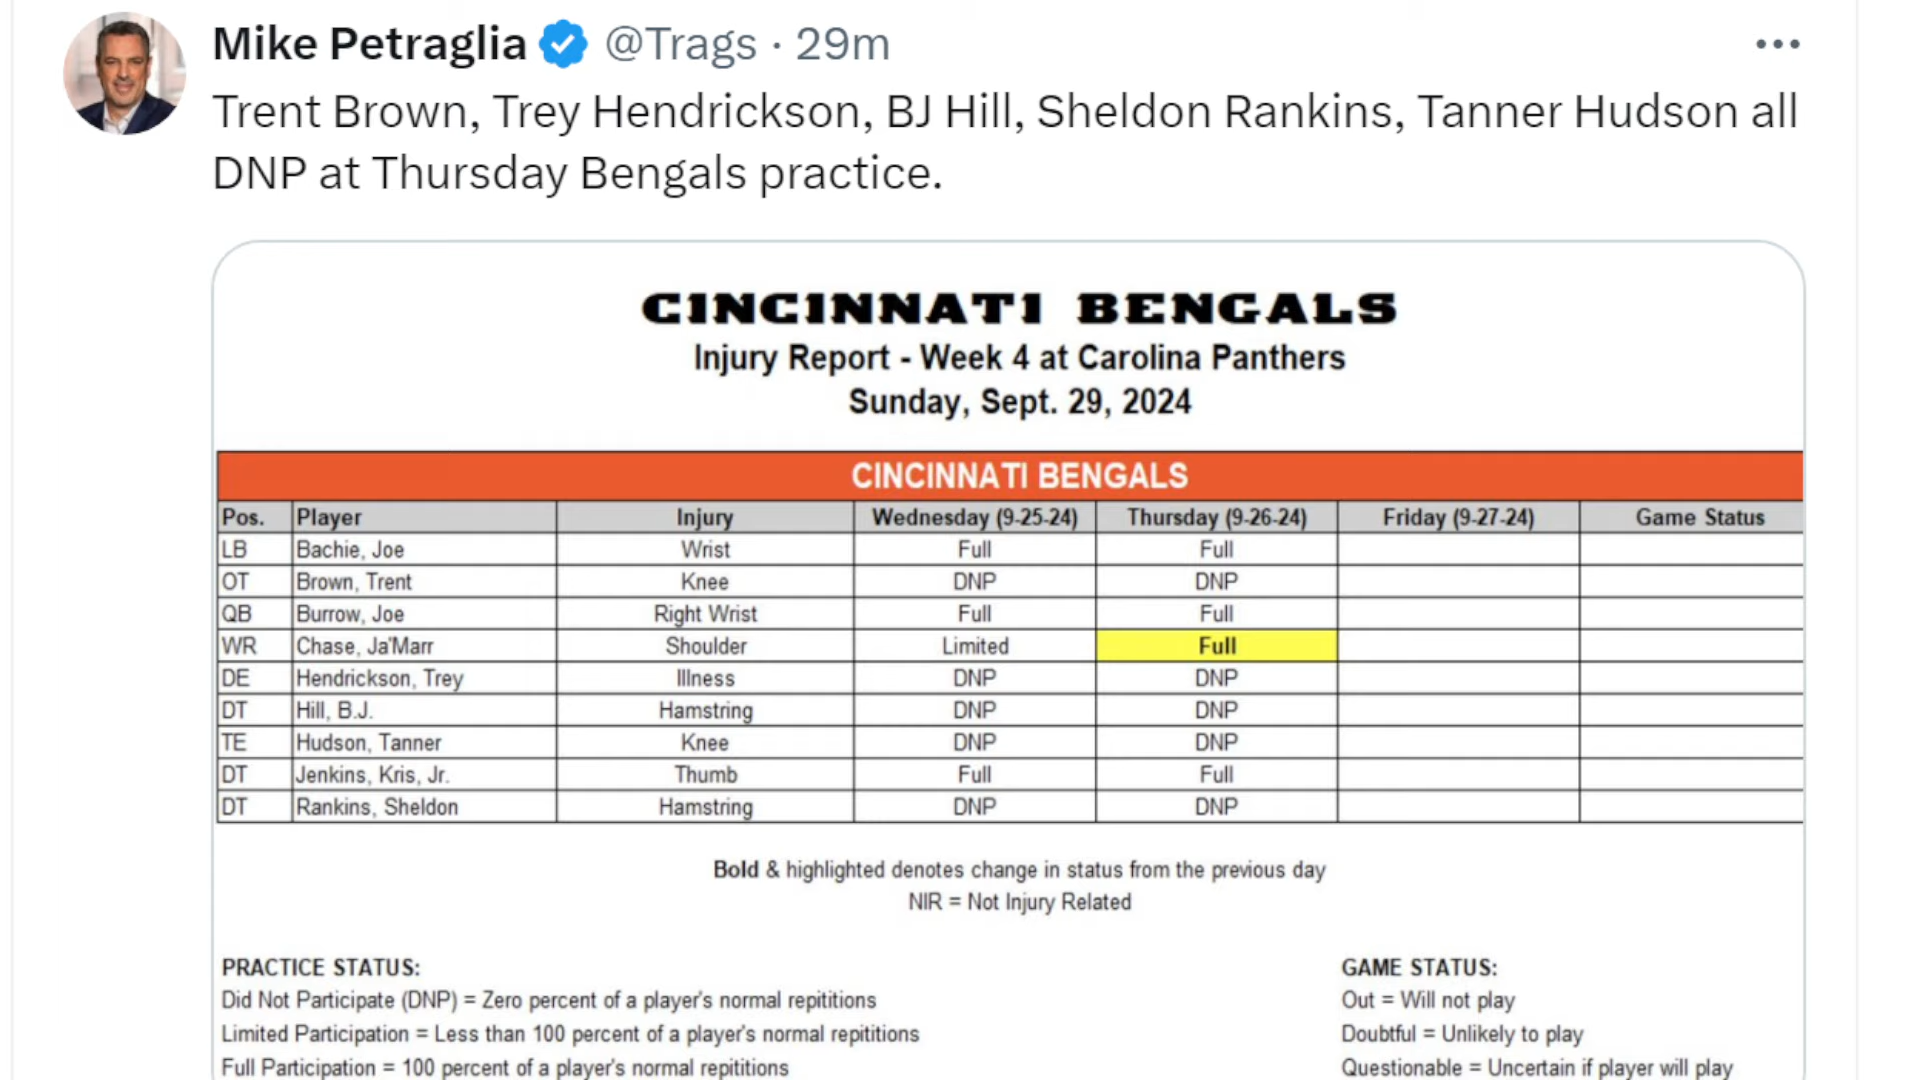 Mike Petraglia @Trags · 29m
Trent Brown, Trey Hendrickson, BJ Hill, Sheldon Rankins, Tanner Hudson all
DNP at Thursday Bengals practice.
CINCINNATI BENGALS
Injury Report - Week 4 at Carolina Panthers
Sunday, Sept. 29, 2024
CINCINNATI BENGALS
Pos. Player Injury Wednesday (9-25-24) Thursday (9-26-24) Friday (9-27-24) Game Status
LB Bachie, Joe Wrist Full Full
OT Brown, Trent Knee DNP DNP
QB Burrow, Joe Right Wrist Full Full
WR Chase, Ja'Marr Shoulder Limited Full
DE Hendrickson, Trey Illness DNP DNP
DT Hill, B.J. Hamstring DNP DNP
TE Hudson, Tanner Knee DNP DNP
DT Jenkins, Kris, Jr. Thumb Full Full
DT Rankins, Sheldon Hamstring DNP DNP
Bold & highlighted denotes change in status from the previous day
NIR = Not Injury Related
PRACTICE STATUS:
Did Not Participate (DNP) = Zero percent of a player's normal repititions
Limited Participation = Less than 100 percent of a player's normal repititions
Full Participation = 100 percent of a player's normal repititions
GAME STATUS:
Out = Will not play
Doubtful = Unlikely to play
Questionable = Uncertain if player will play